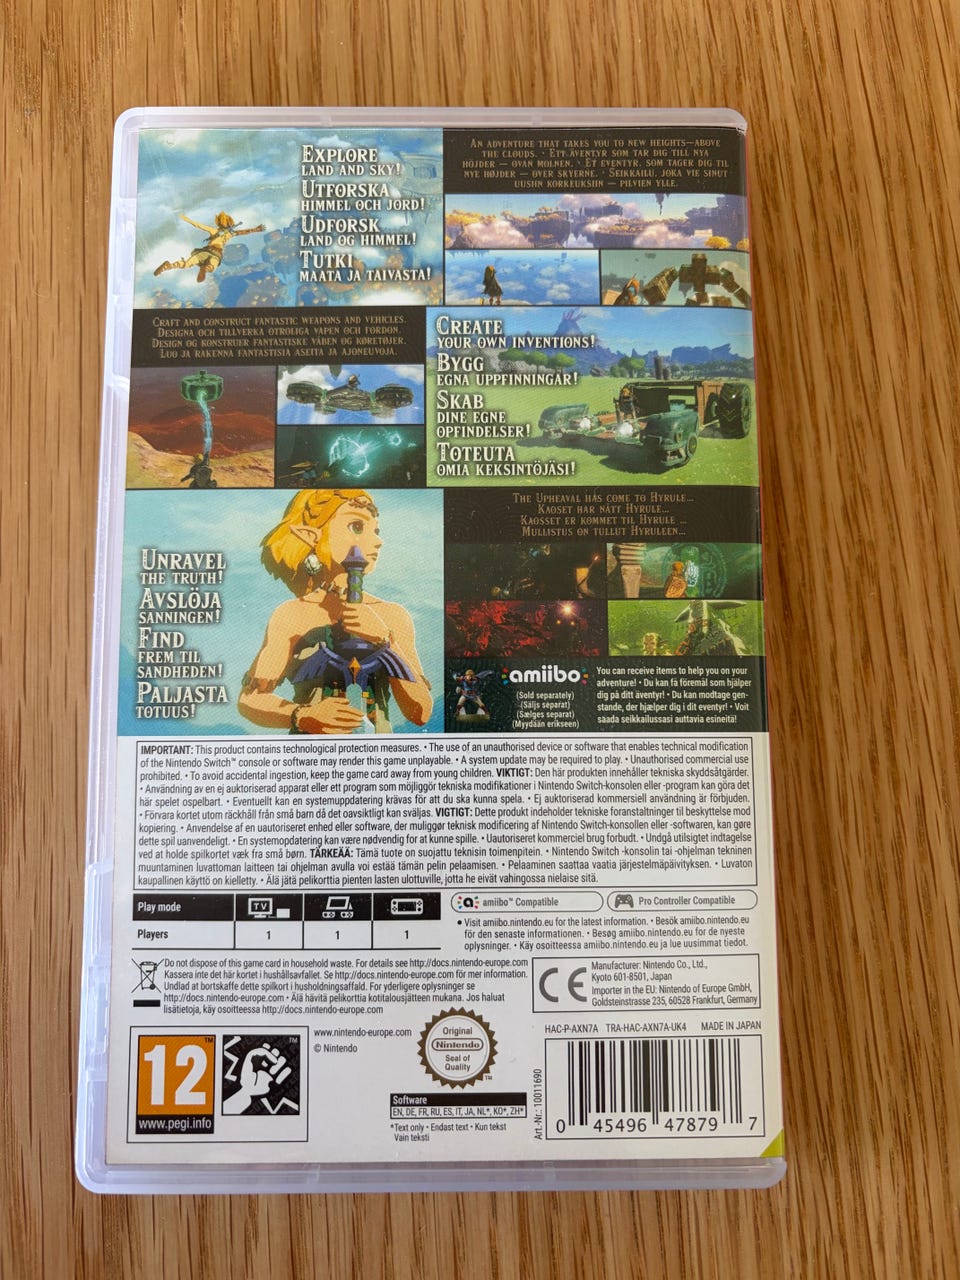 EXPLORE
LAND AND SKY!
UTFORSKA
HIMMEL OCH JORD!
UDFORSK
LAND OG HIMMEL!
TUTKI
MAATA JA TAIVASTA!
AN ADVENTURE THAT TAKES YOU TO NEW HEIGHTS—ABOVE
THE CLOUDS. • ETT ÄVENTYR SOM TAR DIG TILL NYA
HÖJDER – OVAN MOLNEN. • ET EVENTYR, SOM TAGER DIG TIL
NYE HØJDER – OVER SKYERNE. • SEIKKAILU, JOKA VIE SINUT
UUSIIN KORKEUKSIIN – PILVIEN YLLE.
CRAFT AND CONSTRUCT FANTASTIC WEAPONS AND VEHICLES.
DESIGNA OCH TILLVERKA OTROLIGA VAPEN OCH FORDON.
DESIGN OG KONSTRUER FANTASTISKE VÅBEN OG KØRETØJER.
LUO JA RAKENNA FANTASTISIA ASEITA JA AJONEUVOJA.
CREATE
YOUR OWN INVENTIONS!
BYGG
EGNA UPPFINNINGAR!
SKAB
DINE EGNE
OPFINDELSER!
TOTEUTA
OMIA KEKSINTÖJÄSI!
UNRAVEL
THE TRUTH!
AVSLÖJA
SANNINGEN!
FIND
FREM TIL
SANDHEDEN!
PALJASTA
TOTUUS!
THE UPHEAVAL HAS COME TO HYRULE...
KAOSET HAR NÅTT HYRULE...
KAOSSET ER KOMMET TIL HYRULE ...
MULLISTUS ON TULLUT HYRULEEN...
amiibo
(Sold separately)
(Säljs separat)
(Sælges separat)
(Myydään erikseen)
You can receive items to help you on your
adventure! • Du kan få föremål som hjälper
dig på ditt äventyr! • Du kan modtage gen-
stande, der hjælper dig i dit eventyr! • Voit
saada seikkailussasi auttavia esineitä!
IMPORTANT: This product contains technological protection measures. • The use of an unauthorised device or software that enables technical modification
of the Nintendo Switch™ console or software may render this game unplayable. • A system update may be required to play. • Unauthorised commercial use
prohibited. • To avoid accidental ingestion, keep the game card away from young children. VIKTIGT: Den här produkten innehåller tekniska skyddsåtgärder.
• Användning av en ej auktoriserad apparat eller ett program som möjliggör tekniska modifikationer i Nintendo Switch-konsolen eller -program kan göra det
här spelet ospelbart. • Eventuellt kan en systemuppdatering krävas för att du ska kunna spela. • Ej auktoriserad kommersiell användning är förbjuden.
• Förvara kortet utom räckhåll från små barn då det oavsiktligt kan sväljas. VIGTIGT: Dette produkt indeholder tekniske foranstaltninger til beskyttelse mod
kopiering. • Anvendelse af en uautoriseret enhed eller software, der muliggør teknisk modificering af Nintendo Switch-konsollen eller -softwaren, kan gøre
dette spil uanvendeligt. • En systemopdatering kan være nødvendig for at kunne spille. • Uautoriseret kommerciel brug forbudt. • Undgå utilsigtet indtagelse
ved at holde spilkortet væk fra små børn. TÄRKEÄÄ: Tämä tuote on suojattu teknisin toimenpitein. • Nintendo Switch -konsolin tai -ohjelman tekninen
muuntaminen luvattoman laitteen tai ohjelman avulla voi estää tämän pelin pelaamisen. • Pelaaminen saattaa vaatia järjestelmäpäivityksen. • Luvaton
kaupallinen käyttö on kielletty. • Älä jätä pelikorttia pienten lasten ulottuville, jotta he eivät vahingossa nielaise sitä.
Play mode
TV
Players
1 1 1
amiibo™ Compatible
Pro Controller Compatible
• Visit amiibo.nintendo.eu for the latest information. • Besök amiibo.nintendo.eu
för den senaste informationen. • Besøg amiibo.nintendo.eu for de nyeste
oplysninger. • Käy osoitteessa amiibo.nintendo.eu ja lue uusimmat tiedot.
Do not dispose of this game card in household waste. For details see http://docs.nintendo-europe.com
Kassera inte det här kortet i hushållsavfallet. Se http://docs.nintendo-europe.com för mer information.
Undlad at bortskaffe dette spilkort i husholdningsaffald. For yderligere oplysninger se
http://docs.nintendo-europe.com • Älä hävitä pelikorttia kotitalousjätteen mukana. Jos haluat
lisätietoja, käy osoitteessa http://docs.nintendo-europe.com
CE
Manufacturer: Nintendo Co., Ltd.,
Kyoto 601-8501, Japan
Importer in the EU: Nintendo of Europe GmbH,
Goldsteinstrasse 235, 60528 Frankfurt, Germany
HAC-P-AXN7A TRA-HAC-AXN7A-UK4 MADE IN JAPAN
12
www.pegi.info
TM
TM
www.nintendo-europe.com
© Nintendo
Original
Nintendo
Seal of
Quality
TM
Software
EN, DE, FR, RU, ES, IT, JA, NL*, KO*, ZH*
*Text only • Endast text • Kun tekst
Vain teksti
Art.-Nr.: 10011690
0 45496 47879 7